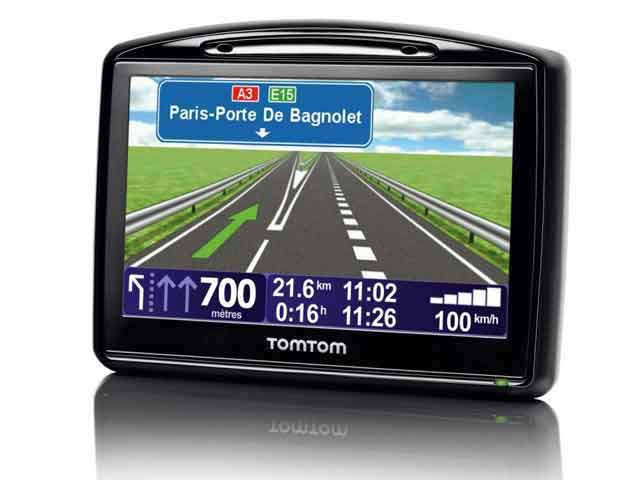 A3 E15
Paris-Porte De Bagnolet
700
mètres
21.6 km 11:02
0:16 h 11:26
100 km/h
TOMTOM